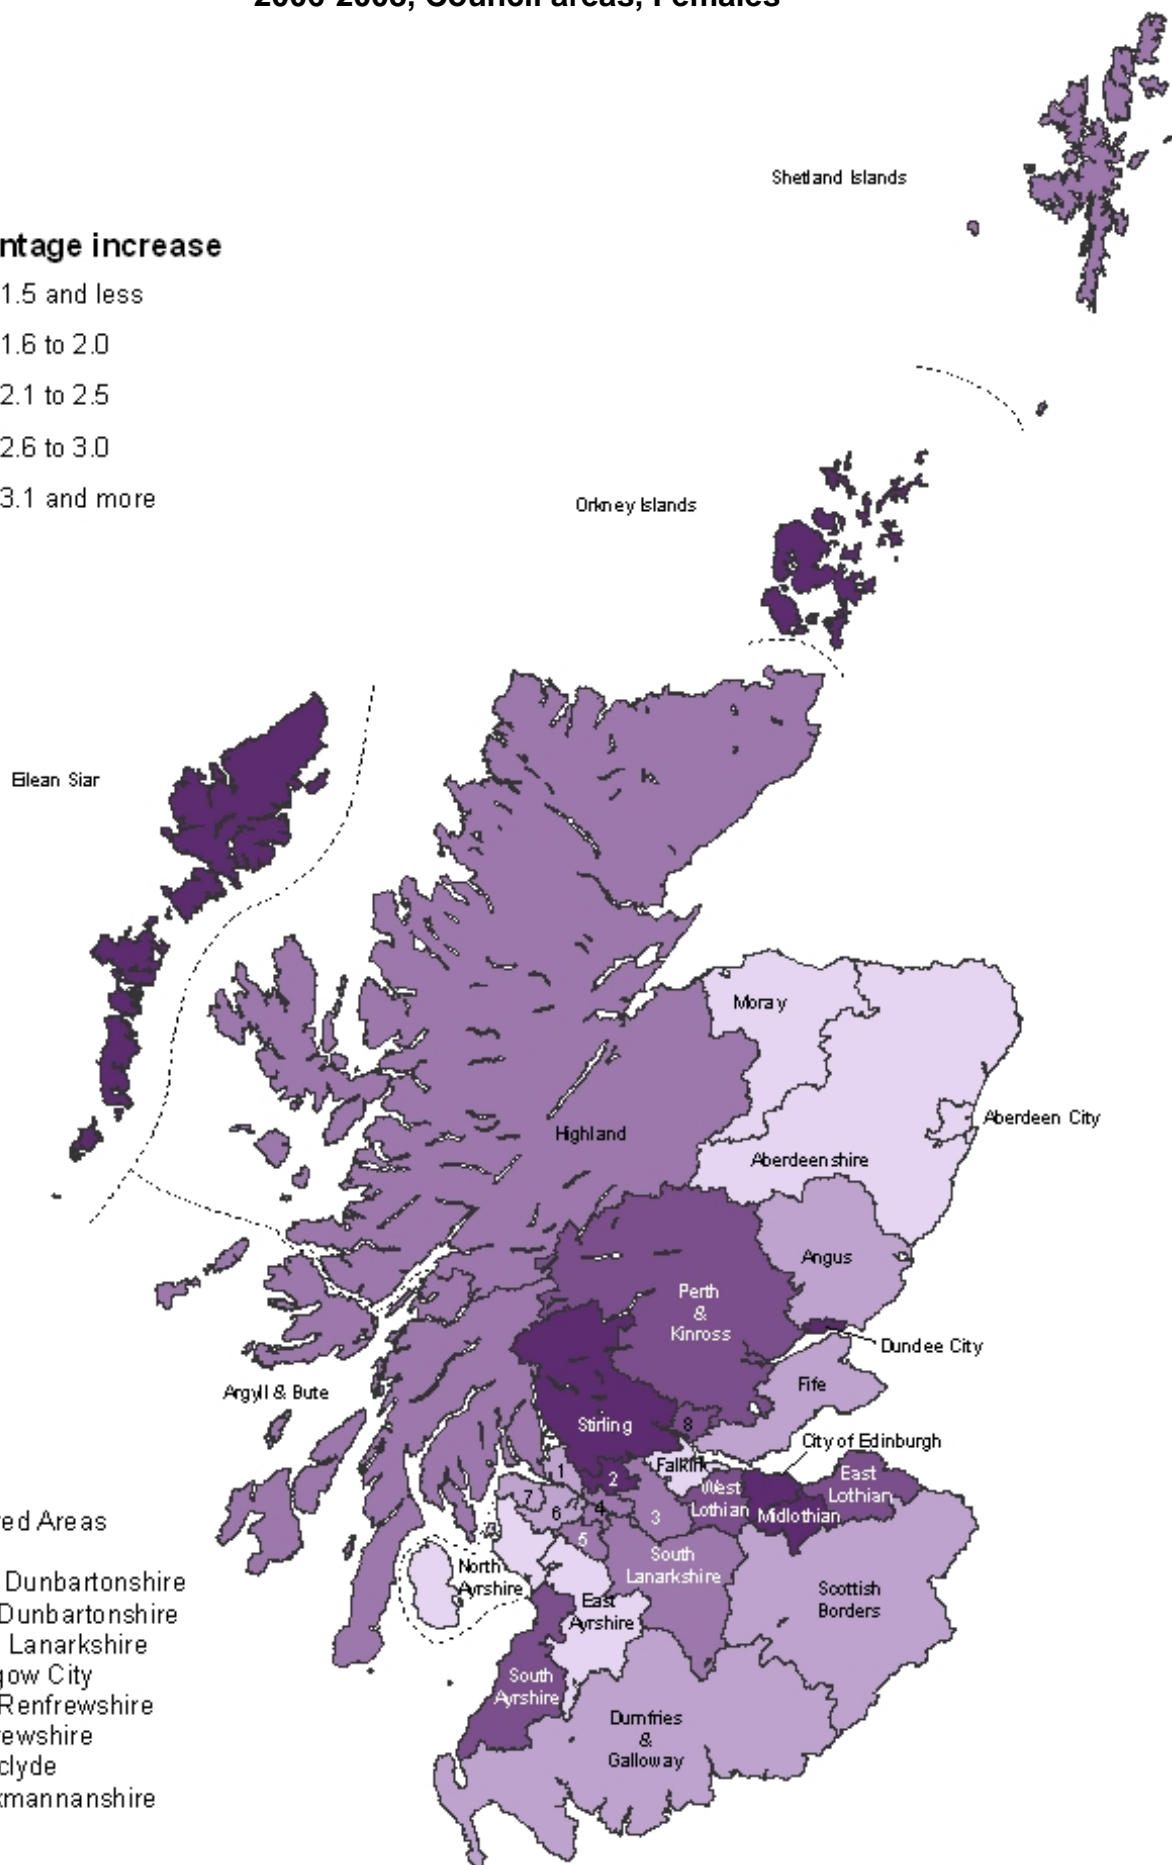 2006-2008, Council areas, Females
Shetland Islands
ntage increase
1.5 and less
1.6 to 2.0
2.1 to 2.5
2.6 to 3.0
3.1 and more
Orkney Islands
Eilean Siar
Moray
Aberdeen City
Highland
Aberdeenshire
Angus
Perth
&
Kinross
Dundee City
Argyll & Bute
Fife
Stirling
8
City of Edinburgh
Falkirk
1
2
East
Lothian
West
Lothian
7
6
4
3
Midlothian
5
North
Ayrshire
South
Lanarkshire
East
Ayrshire
Scottish
Borders
South
Ayrshire
Dumfries
&
Galloway
ed Areas
Dunbartonshire
Dunbartonshire
Lanarkshire
gow City
Renfrewshire
ewshire
clyde
kmannanshire